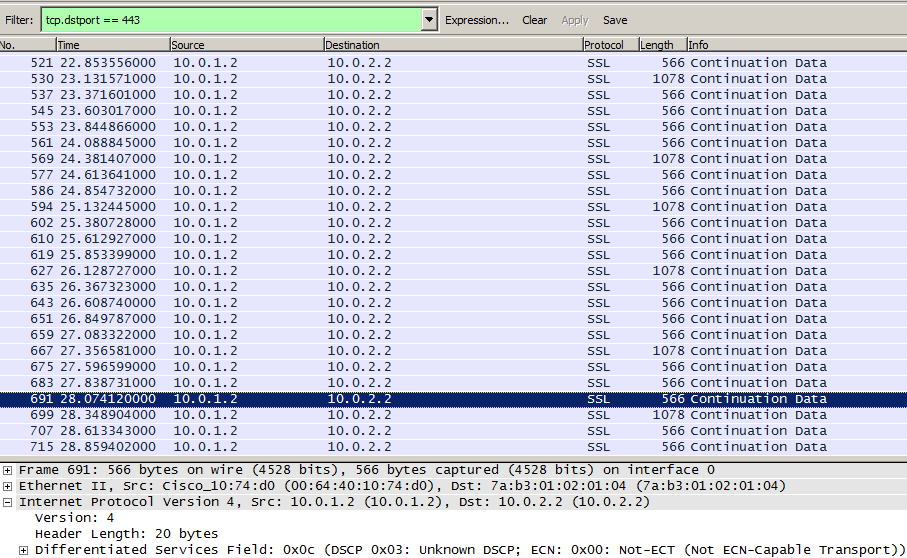 Filter: tcp.dstport == 443 Expression... Clear Apply Save
No. Time Source Destination Protocol Length Info
521 22.853556000 10.0.1.2 10.0.2.2 SSL 566 Continuation Data
530 23.131571000 10.0.1.2 10.0.2.2 SSL 1078 Continuation Data
537 23.371601000 10.0.1.2 10.0.2.2 SSL 566 Continuation Data
545 23.603017000 10.0.1.2 10.0.2.2 SSL 566 Continuation Data
553 23.844866000 10.0.1.2 10.0.2.2 SSL 566 Continuation Data
561 24.088845000 10.0.1.2 10.0.2.2 SSL 566 Continuation Data
569 24.381407000 10.0.1.2 10.0.2.2 SSL 1078 Continuation Data
577 24.613641000 10.0.1.2 10.0.2.2 SSL 566 Continuation Data
586 24.854732000 10.0.1.2 10.0.2.2 SSL 566 Continuation Data
594 25.132445000 10.0.1.2 10.0.2.2 SSL 1078 Continuation Data
602 25.380728000 10.0.1.2 10.0.2.2 SSL 566 Continuation Data
610 25.612927000 10.0.1.2 10.0.2.2 SSL 566 Continuation Data
619 25.853399000 10.0.1.2 10.0.2.2 SSL 566 Continuation Data
627 26.128727000 10.0.1.2 10.0.2.2 SSL 1078 Continuation Data
635 26.367323000 10.0.1.2 10.0.2.2 SSL 566 Continuation Data
643 26.608740000 10.0.1.2 10.0.2.2 SSL 566 Continuation Data
651 26.849787000 10.0.1.2 10.0.2.2 SSL 566 Continuation Data
659 27.083322000 10.0.1.2 10.0.2.2 SSL 566 Continuation Data
667 27.356581000 10.0.1.2 10.0.2.2 SSL 1078 Continuation Data
675 27.596599000 10.0.1.2 10.0.2.2 SSL 566 Continuation Data
683 27.838731000 10.0.1.2 10.0.2.2 SSL 566 Continuation Data
691 28.074120000 10.0.1.2 10.0.2.2 SSL 566 Continuation Data
699 28.348904000 10.0.1.2 10.0.2.2 SSL 1078 Continuation Data
707 28.613343000 10.0.1.2 10.0.2.2 SSL 566 Continuation Data
715 28.859402000 10.0.1.2 10.0.2.2 SSL 566 Continuation Data
Frame 691: 566 bytes on wire (4528 bits), 566 bytes captured (4528 bits) on interface 0
Ethernet II, Src: Cisco_10:74:d0 (00:64:40:10:74:d0), Dst: 7a:b3:01:02:01:04 (7a:b3:01:02:01:04)
Internet Protocol Version 4, Src: 10.0.1.2 (10.0.1.2), Dst: 10.0.2.2 (10.0.2.2)
Version: 4
Header Length: 20 bytes
Differentiated Services Field: 0x0c (DSCP 0x03: Unknown DSCP; ECN: 0x00: Not-ECT (Not ECN-Capable Transport))